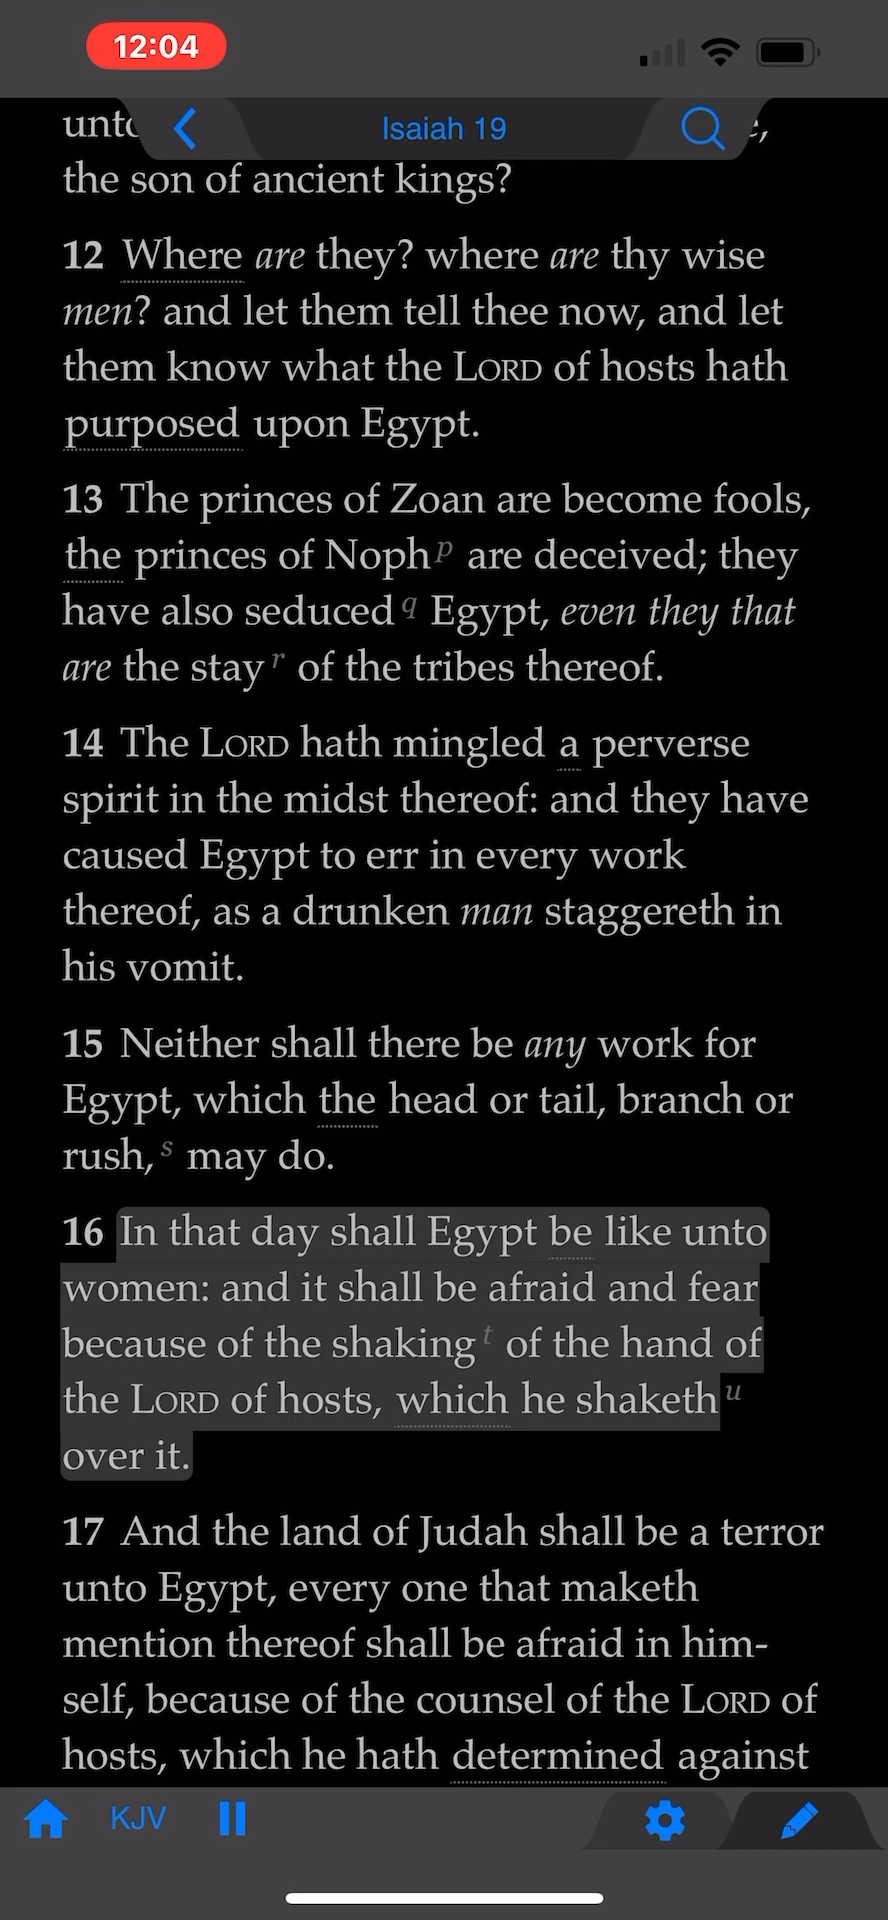 12:04
Isaiah 19
the son of ancient kings?
12 Where are they? where are thy wise
men? and let them tell thee now, and let
them know what the LORD of hosts hath
purposed upon Egypt.
13 The princes of Zoan are become fools,
the princes of Noph p are deceived; they
have also seduced q Egypt, even they that
are the stay r of the tribes thereof.
14 The LORD hath mingled a perverse
spirit in the midst thereof: and they have
caused Egypt to err in every work
thereof, as a drunken man staggereth in
his vomit.
15 Neither shall there be any work for
Egypt, which the head or tail, branch or
rush, s may do.
16 In that day shall Egypt be like unto
women: and it shall be afraid and fear
because of the shaking t of the hand of
the LORD of hosts, which he shaketh u
over it.
17 And the land of Judah shall be a terror
unto Egypt, every one that maketh
mention thereof shall be afraid in him-
self, because of the counsel of the LORD of
hosts, which he hath determined against
KJV